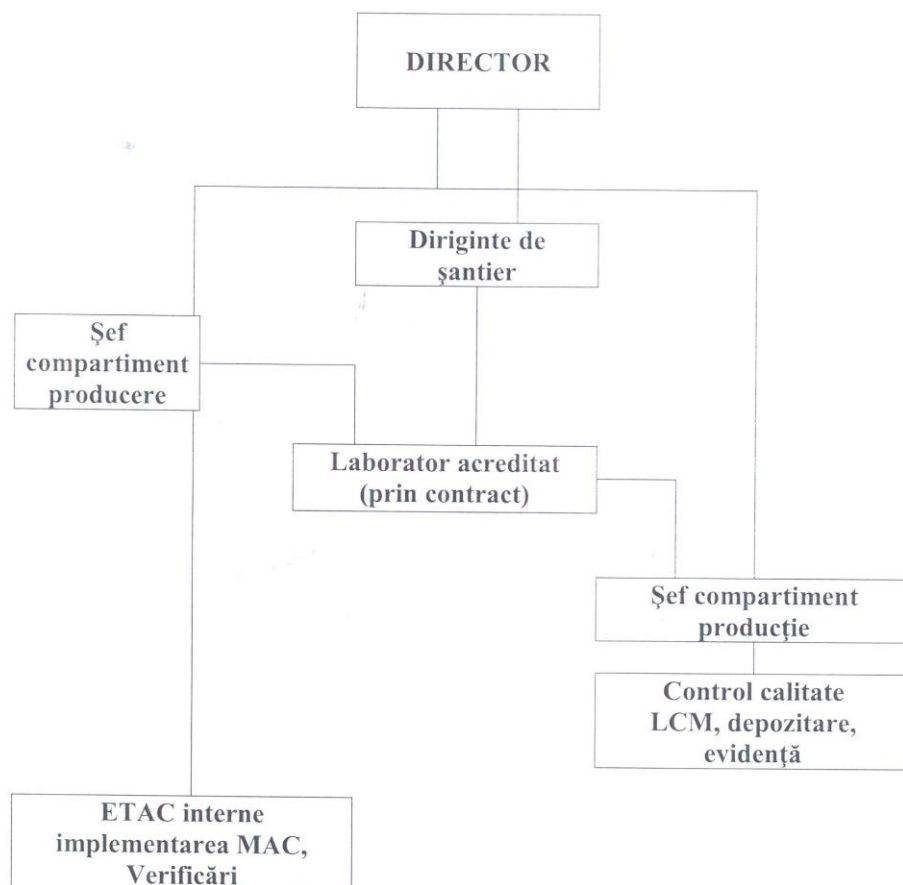 DIRECTOR
Diriginte de
şantier
Şef
compartiment
producere
Laborator acreditat
(prin contract)
Şef compartiment
producţie
Control calitate
LCM, depozitare,
evidenţă
ETAC interne
implementarea MAC,
Verificări